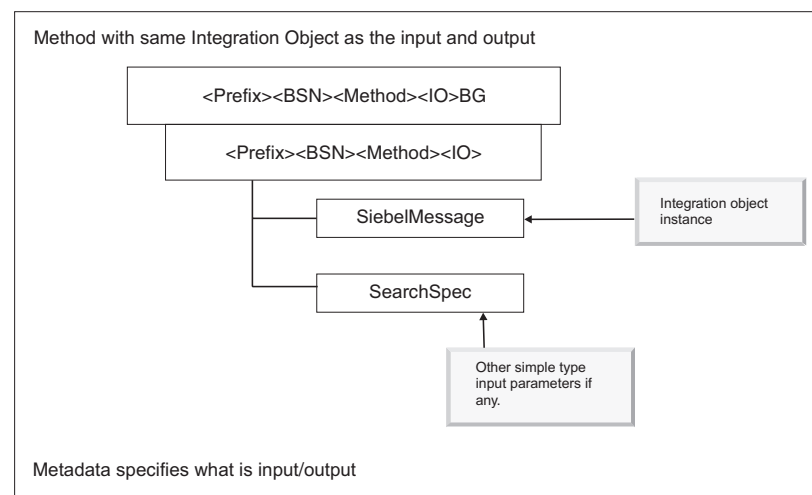 Method with same Integration Object as the input and output
<Prefix><BSN><Method><IO>BG
<Prefix><BSN><Method><IO>
SiebelMessage
Integration object
instance
SearchSpec
Other simple type
input parameters if
any.
Metadata specifies what is input/output